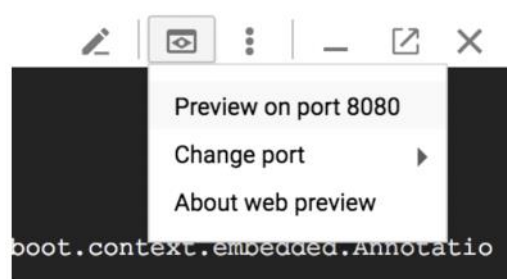 Preview on port 8080
Change port
About web preview
boot.context.embedded.Annotatio